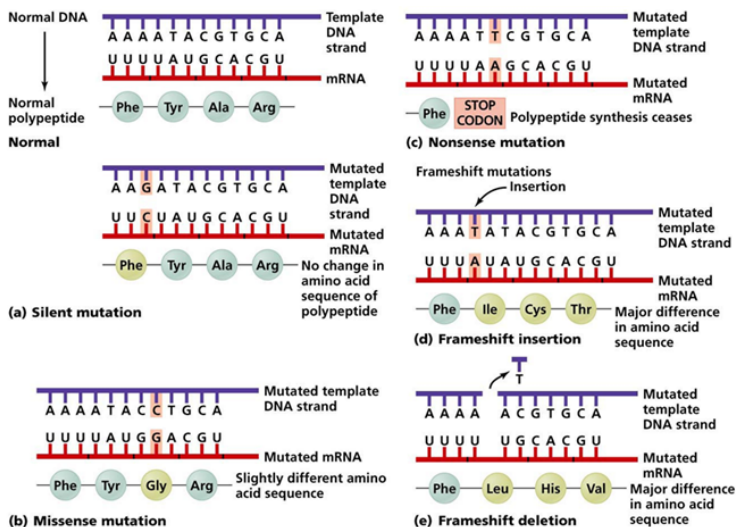 Normal DNA
Template
DNA
strand
A A A A T A C G T G C A
U U U U A U G C A C G U
mRNA
Normal
polypeptide
Phe Tyr Ala Arg
Normal
Mutated
template
DNA
strand
A A G A T A C G T G C A
U U C U A U G C A C G U
Mutated
mRNA
Phe Tyr Ala Arg
No change in
amino acid
sequence of
polypeptide
(a) Silent mutation
Mutated template
DNA strand
A A A A T A C C T G C A
U U U U A U G G A C G U
Mutated mRNA
Phe Tyr Gly Arg
Slightly different amino
acid sequence
(b) Missense mutation
Mutated
template
DNA strand
A A A A T T C G T G C A
U U U U A A G C A C G U
Mutated
mRNA
Phe
STOP
CODON
Polypeptide synthesis ceases
(c) Nonsense mutation
Frameshift mutations
Insertion
Mutated
template
DNA strand
A A A T A T A C G T G C A
U U U A U A U G C A C G U
Mutated
mRNA
Phe Ile Cys Thr
Major difference
in amino acid
sequence
(d) Frameshift insertion
T
Mutated
template
DNA strand
A A A A A C G T G C A
U U U U U G C A C G U
Mutated
mRNA
Phe Leu His Val
Major difference
in amino acid
sequence
(e) Frameshift deletion